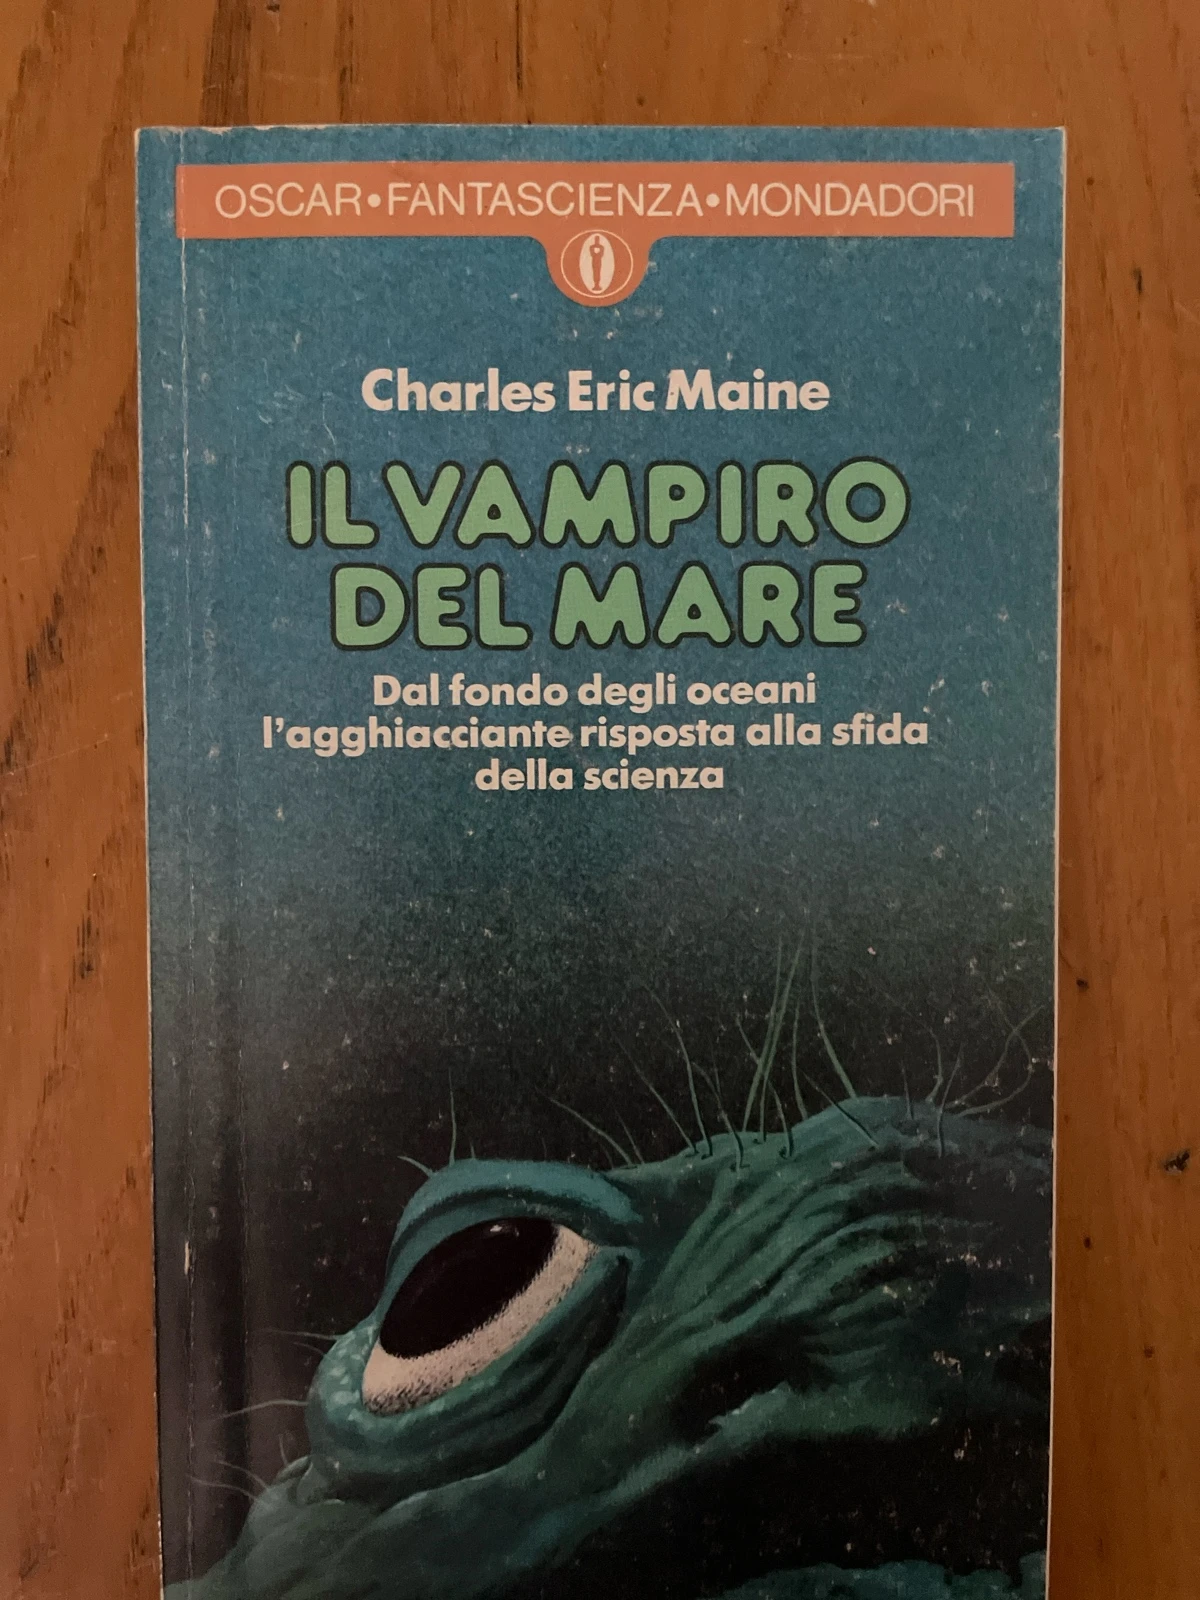 OSCAR•FANTASCIENZA•MONDADORI
Charles Eric Maine
IL VAMPIRO
DEL MARE
Dal fondo degli oceani
l'agghiacciante risposta alla sfida
della scienza